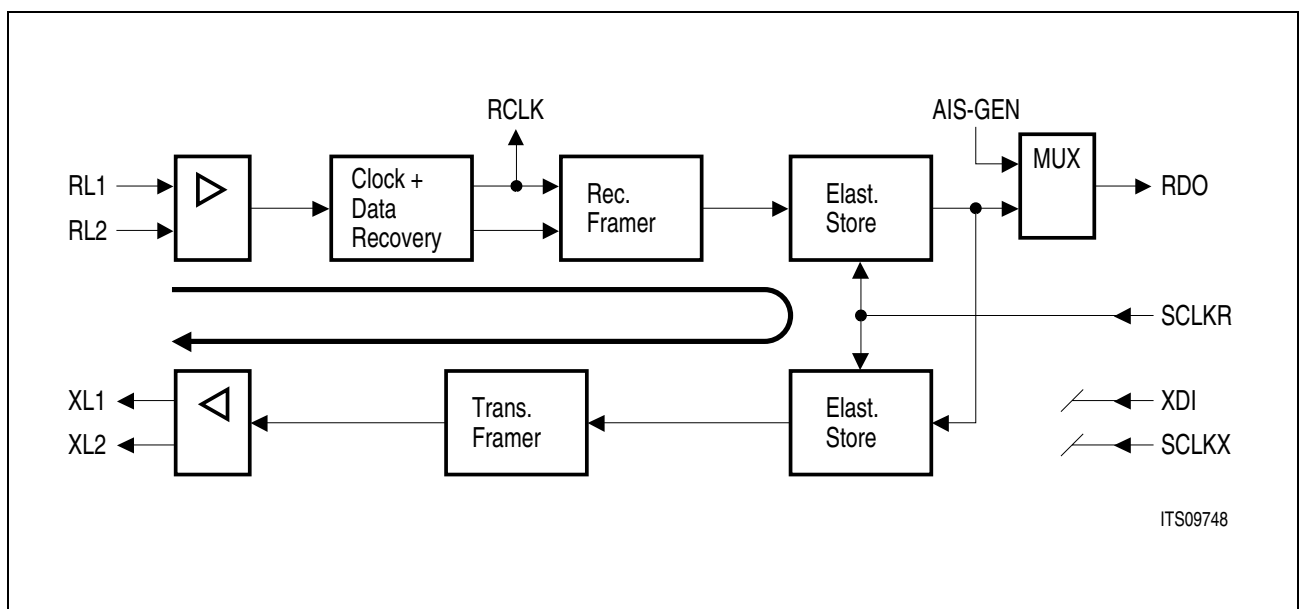 RCLK
AIS-GEN
RL1
RL2
Clock +
Data
Recovery
Rec.
Framer
Elast.
Store
MUX
RDO
SCLKR
XL1
XL2
Trans.
Framer
Elast.
Store
XDI
SCLKX
ITS09748